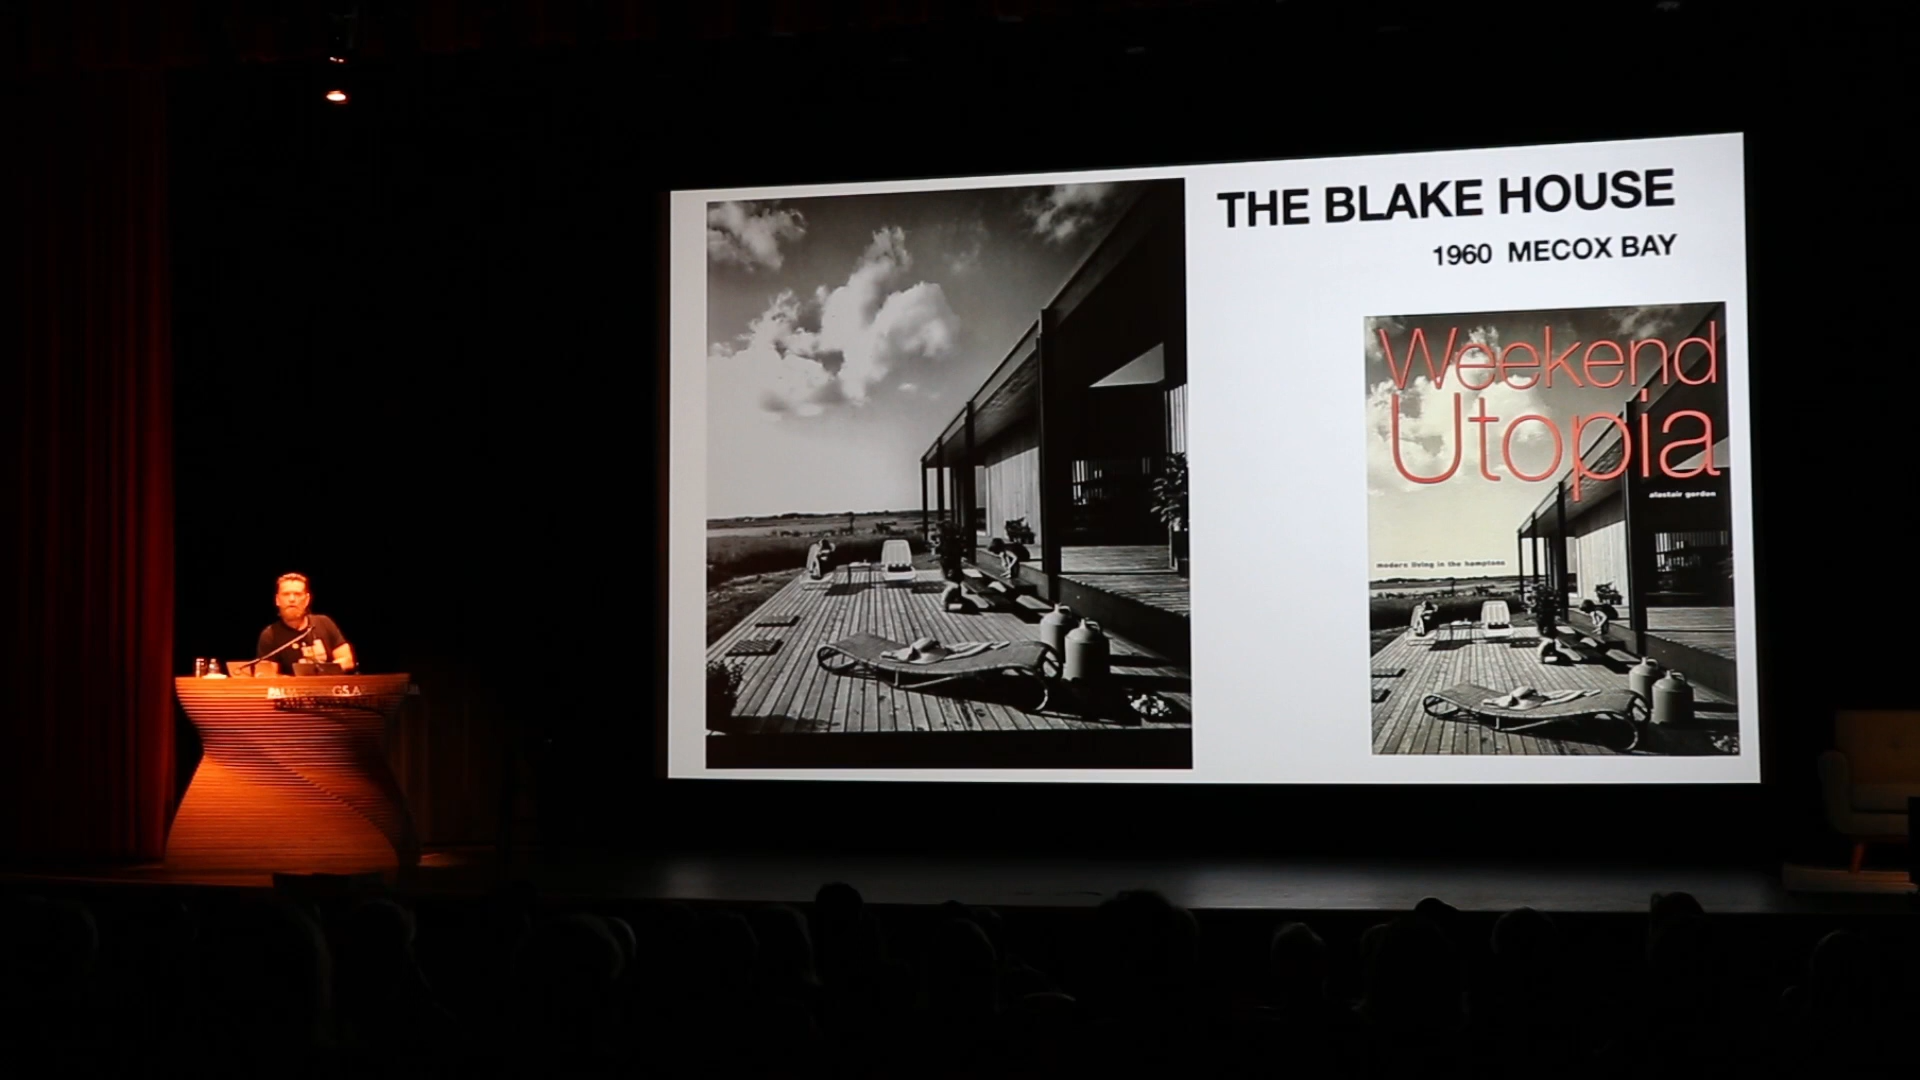 THE BLAKE HOUSE
1960 MECOX BAY
Weekend
Utopia
alastair gordon
modern living in the hamptons